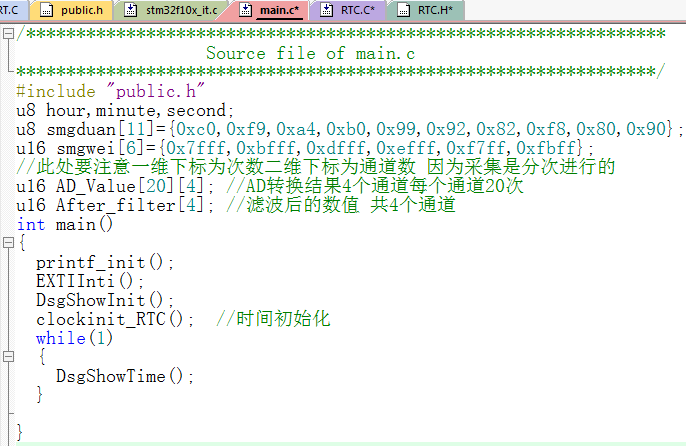 RT.C public.h stm32f10x_it.c main.c* RTC.C* RTC.H*
/****************************************************************
Source file of main.c
****************************************************************/
#include "public.h"
u8 hour,minute,second;
u8 smgduan[11]={0xc0,0xf9,0xa4,0xb0,0x99,0x92,0x82,0xf8,0x80,0x90};
u16 smgwei[6]={0x7fff,0xbfff,0xdfff,0xefff,0xf7ff,0xfbff};
//此处要注意一维下标为次数二维下标为通道数 因为采集是分次进行的
u16 AD_Value[20][4]; //AD转换结果4个通道每个通道20次
u16 After_filter[4]; //滤波后的数值 共4个通道
int main()
{
printf_init();
EXTIInti();
DsgShowInit();
clockinit_RTC(); //时间初始化
while(1)
{
DsgShowTime();
}
}